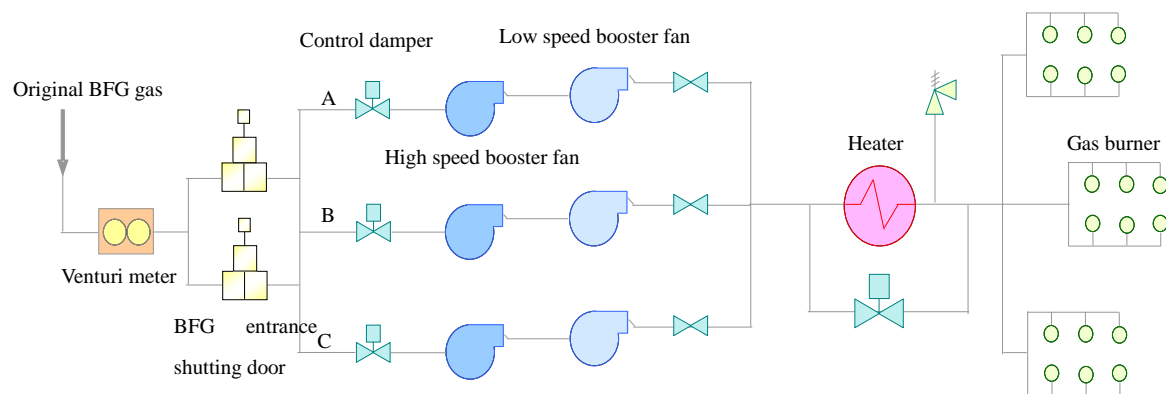 Low speed booster fan
Control damper
Original BFG gas
A
Heater
Gas burner
High speed booster fan
B
Venturi meter
BFG entrance
shutting door
C